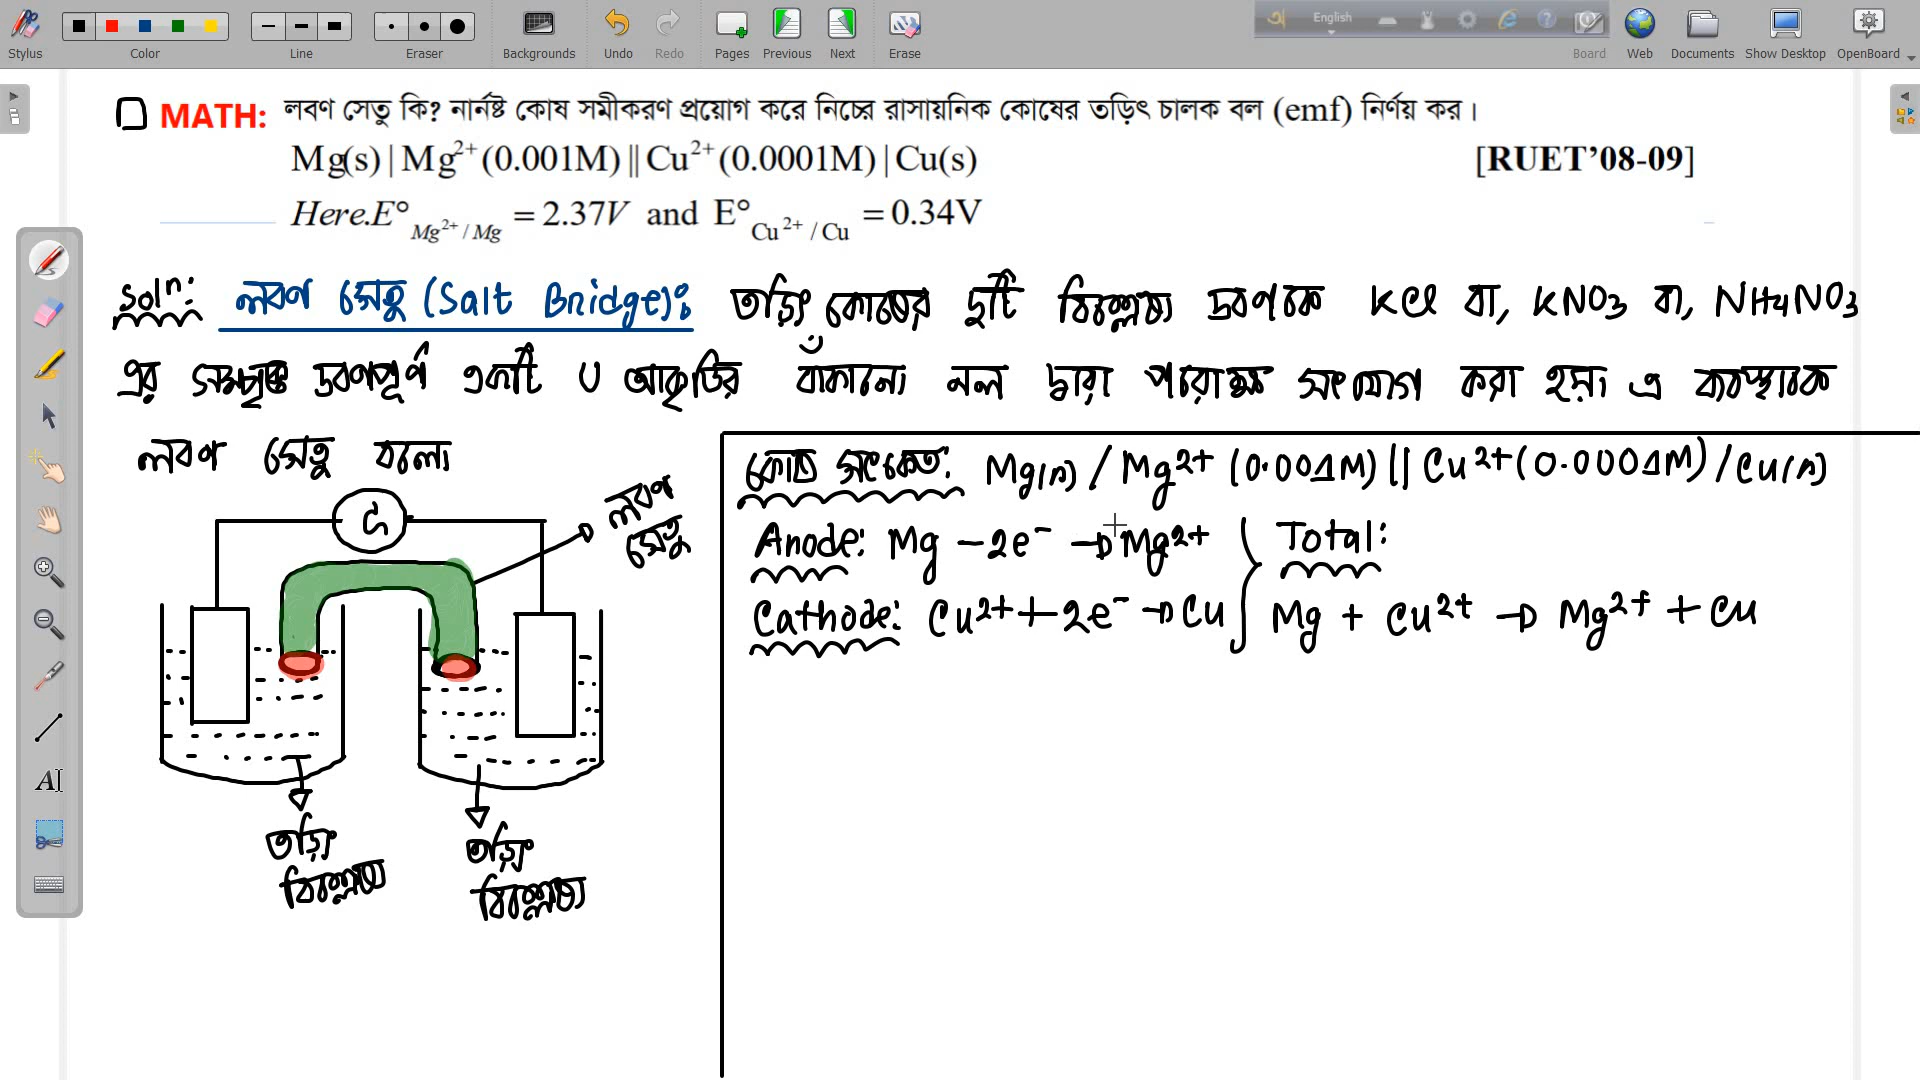 Stylus
Color
Line
Eraser
Backgrounds
Undo
Redo
Pages
Previous
Next
Erase
English
Board
Web
Documents
Show Desktop
OpenBoard
MATH: লবণ সেতু কি? নার্নষ্ট কোষ সমীকরণ প্রয়োগ করে নিচের রাসায়নিক কোষের তড়িৎ চালক বল (emf) নির্ণয় কর।
Mg(s) | Mg²⁺ (0.001M) || Cu²⁺ (0.0001M) | Cu(s)
[RUET'08-09]
Here.E° Mg²⁺ / Mg = 2.37V and E° Cu²⁺ / Cu = 0.34V
Soln: লবণ সেতু (Salt Bridge): তড়িৎ কোষের দুটি বিশ্লেষ্য দ্রবণকে KCl বা, KNO₃ বা, NH₄NO₃
এর সম্পৃক্ত দ্রবণপূর্ণ একটি U আকৃতির বাঁকানো নল দ্বারা পরোক্ষ সংযোগ করা হয়। এ ব্যবস্থাকে
লবণ সেতু বলে।
লবণ
সেতু
তড়িৎ
বিশ্লেষ্য
তড়িৎ
বিশ্লেষ্য
কোষ সংকেত: Mg(s) / Mg²⁺ (0.001M) || Cu²⁺ (0.0001M) / Cu(s)
Anode: Mg − 2e⁻ → Mg²⁺
Cathode: Cu²⁺ + 2e⁻ → Cu
Total:
Mg + Cu²⁺ → Mg²⁺ + Cu